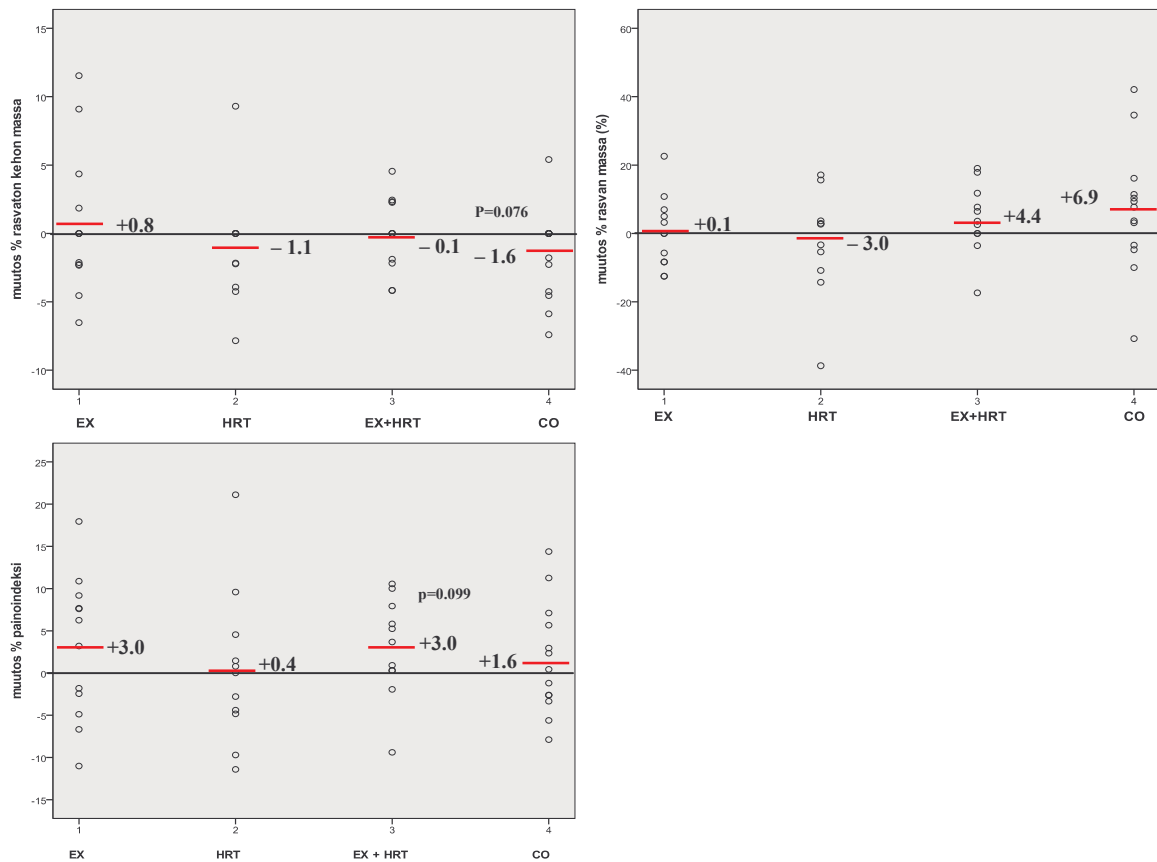 muutos % rasvaton kehon massa
15
10
5
0
-5
-10
+0.8
– 1.1
– 0.1
P=0.076
– 1.6
1
2
3
4
EX
HRT
EX+HRT
CO
muutos % rasvan massa (%)
60
40
20
0
-20
-40
+0.1
– 3.0
+4.4
+6.9
1
2
3
4
EX
HRT
EX+HRT
CO
muutos % painoindeksi
25
20
15
10
5
0
-5
-10
-15
+3.0
+0.4
p=0.099
+3.0
+1.6
1
2
3
4
EX
HRT
EX + HRT
CO